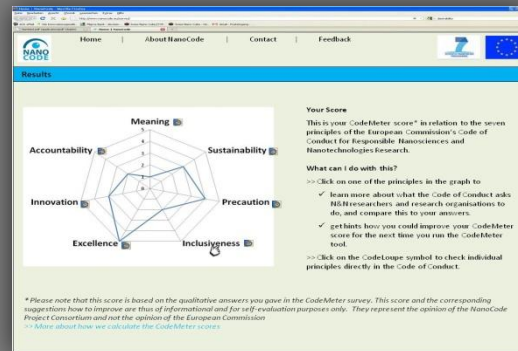 NANO
CODE
Home | About NanoCode | Contact | Feedback
Results
Meaning
Accountability
Sustainability
Innovation
Precaution
Excellence
Inclusiveness
5
4
3
2
1
0
Your Score
This is your CodeMeter score* in relation to the seven
principles of the European Commission's Code of
Conduct for Responsible Nanosciences and
Nanotechnologies Research.
What can I do with this?
>> Click on one of the principles in the graph to
✓ learn more about what the Code of Conduct asks
N&N researchers and research organisations to
do, and compare this to your answers.
✓ get hints how you could improve your CodeMeter
score for the next time you run the CodeMeter
tool.
>> Click on the CodeLoupe symbol to check individual
principles directly in the Code of Conduct.
* Please note that this score is based on the qualitative answers you gave in the CodeMeter survey. This score and the corresponding
suggestions how to improve are thus of informational and for self-evaluation purposes only. They represent the opinion of the NanoCode
Project Consortium and not the opinion of the European Commission
>> More about how we calculate the CodeMeter scores